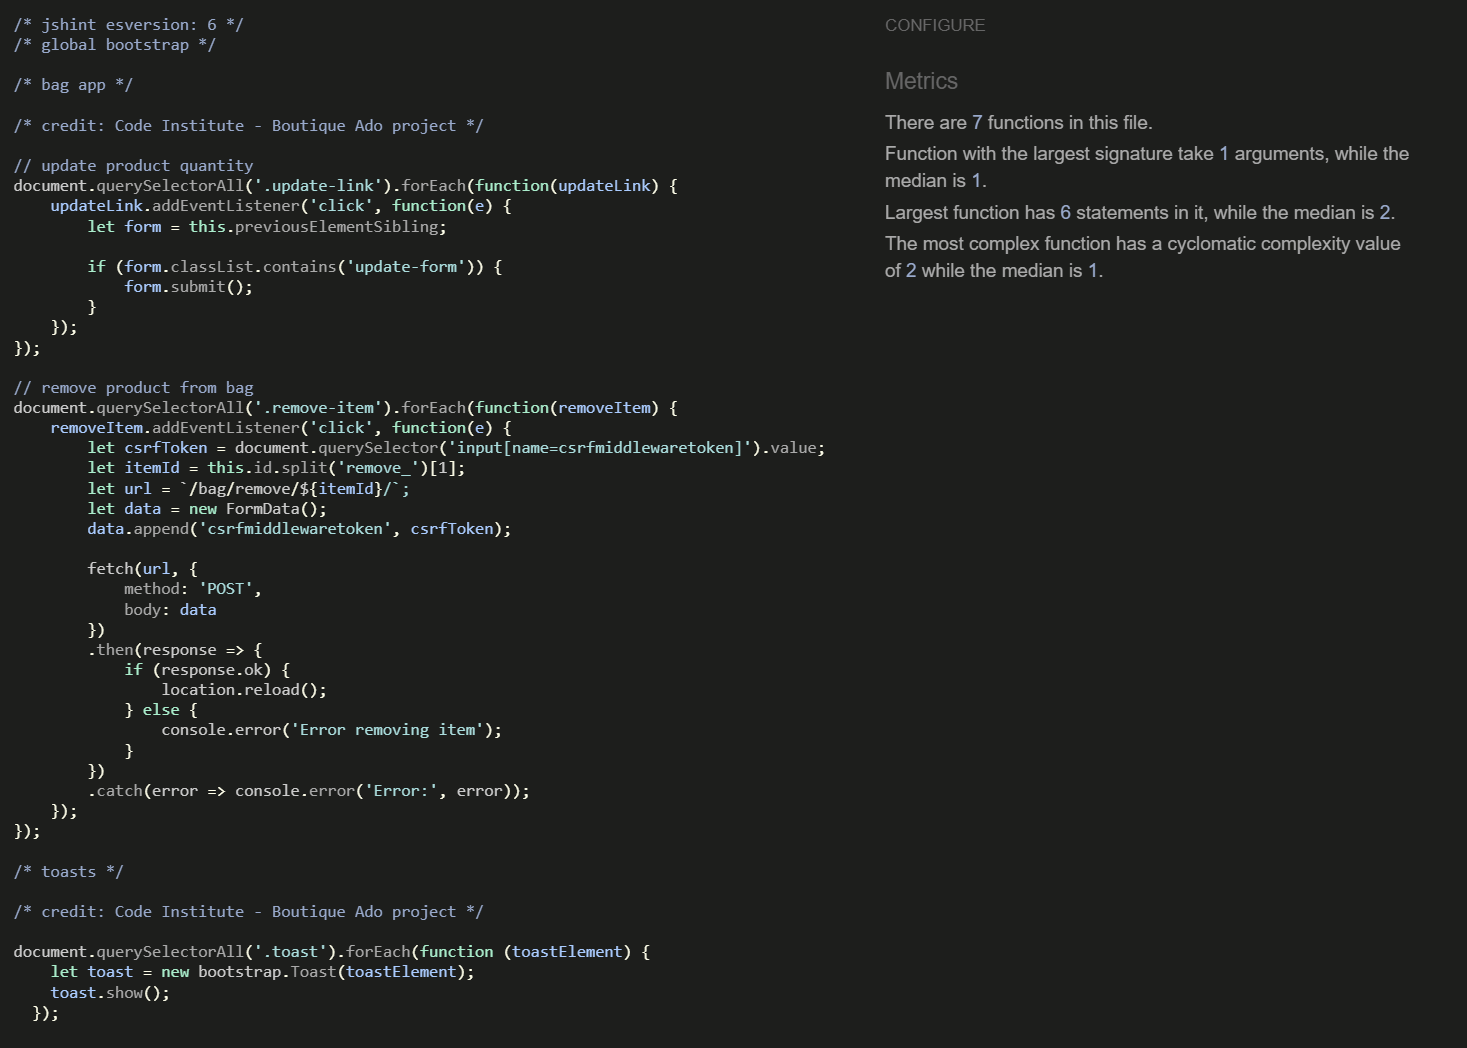 /* jshint esversion: 6 */
/* global bootstrap */
/* bag app */
/* credit: Code Institute - Boutique Ado project */
// update product quantity
document.querySelectorAll('.update-link').forEach(function(updateLink) {
    updateLink.addEventListener('click', function(e) {
        let form = this.previousElementSibling;
        if (form.classList.contains('update-form')) {
            form.submit();
        }
    });
});
// remove product from bag
document.querySelectorAll('.remove-item').forEach(function(removeItem) {
    removeItem.addEventListener('click', function(e) {
        let csrfToken = document.querySelector('input[name=csrfmiddlewaretoken]').value;
        let itemId = this.id.split('remove_')[1];
        let url = `/bag/remove/${itemId}/`;
        let data = new FormData();
        data.append('csrfmiddlewaretoken', csrfToken);
        fetch(url, {
            method: 'POST',
            body: data
        })
        .then(response => {
            if (response.ok) {
                location.reload();
            } else {
                console.error('Error removing item');
            }
        })
        .catch(error => console.error('Error:', error));
    });
});
/* toasts */
/* credit: Code Institute - Boutique Ado project */
document.querySelectorAll('.toast').forEach(function (toastElement) {
    let toast = new bootstrap.Toast(toastElement);
    toast.show();
  });
CONFIGURE
Metrics
There are 7 functions in this file.
Function with the largest signature take 1 arguments, while the
median is 1.
Largest function has 6 statements in it, while the median is 2.
The most complex function has a cyclomatic complexity value
of 2 while the median is 1.